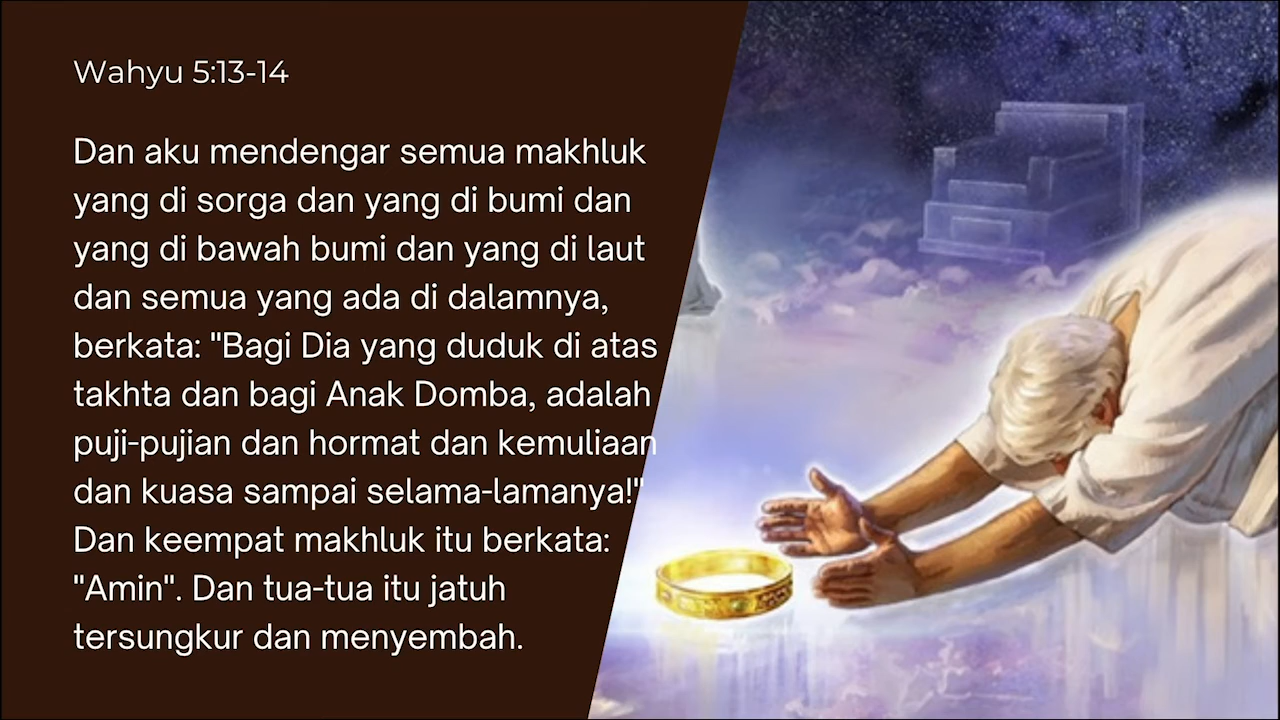 Wahyu 5:13-14
Dan aku mendengar semua makhluk
yang di sorga dan yang di bumi dan
yang di bawah bumi dan yang di laut
dan semua yang ada di dalamnya,
berkata: "Bagi Dia yang duduk di atas
takhta dan bagi Anak Domba, adalah
puji-pujian dan hormat dan kemuliaan
dan kuasa sampai selama-lamanya!"
Dan keempat makhluk itu berkata:
"Amin". Dan tua-tua itu jatuh
tersungkur dan menyembah.